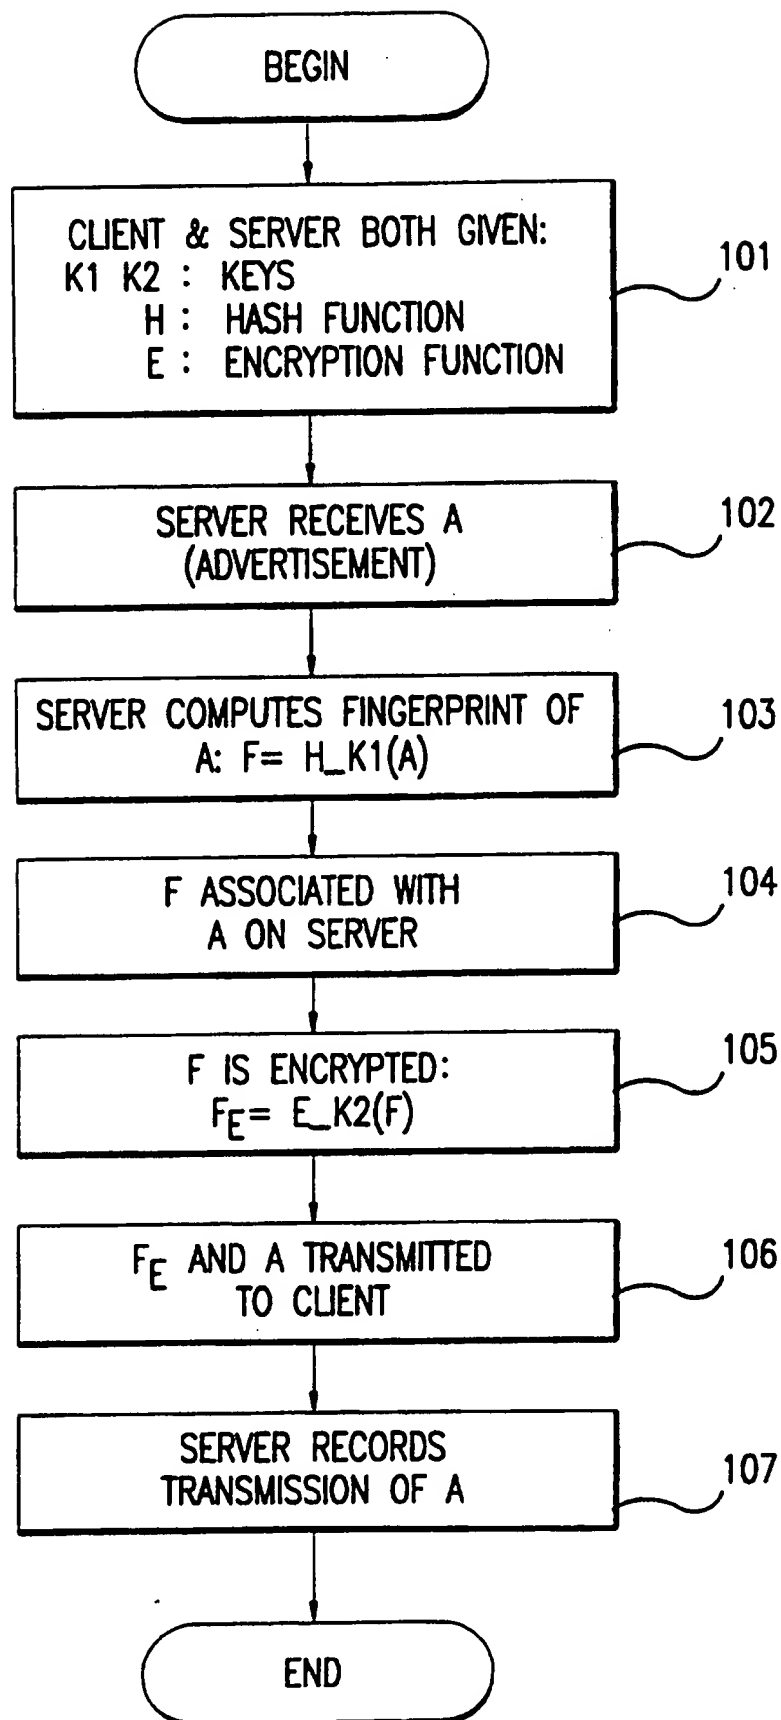 BEGIN
CLIENT & SERVER BOTH GIVEN:
K1 K2 : KEYS
H : HASH FUNCTION
E : ENCRYPTION FUNCTION
101
SERVER RECEIVES A
(ADVERTISEMENT)
102
SERVER COMPUTES FINGERPRINT OF
A: F= H_K1(A)
103
F ASSOCIATED WITH
A ON SERVER
104
F IS ENCRYPTED:
FE= E_K2(F)
105
FE AND A TRANSMITTED
TO CLIENT
106
SERVER RECORDS
TRANSMISSION OF A
107
END